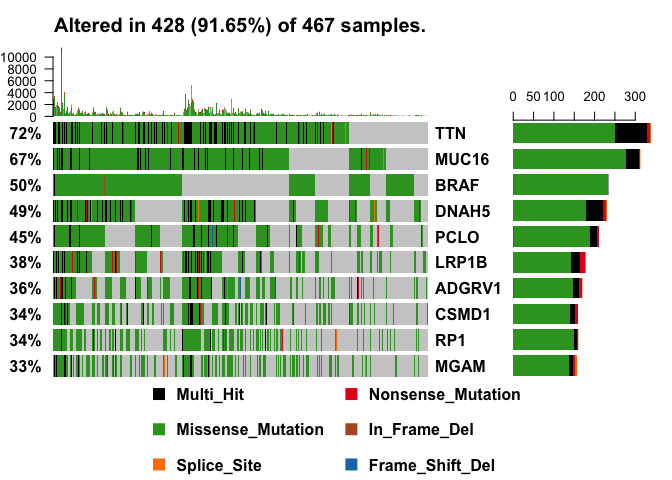 Altered in 428 (91.65%) of 467 samples.
10000
8000
6000
4000
2000
0
0 50 100 200 300
72% TTN
67% MUC16
50% BRAF
49% DNAH5
45% PCLO
38% LRP1B
36% ADGRV1
34% CSMD1
34% RP1
33% MGAM
Multi_Hit Nonsense_Mutation
Missense_Mutation In_Frame_Del
Splice_Site Frame_Shift_Del